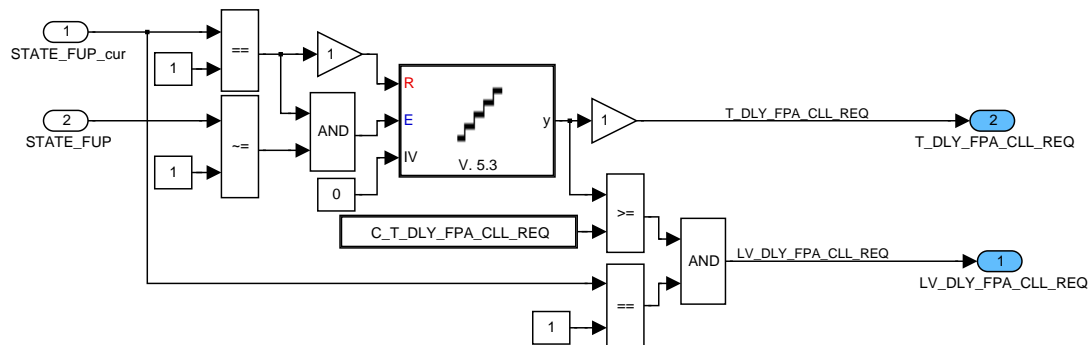 1
STATE_FUP_cur
1
==
1
R
E
IV
y
V. 5.3
2
STATE_FUP
1
~=
AND
0
1
T_DLY_FPA_CLL_REQ
2
T_DLY_FPA_CLL_REQ
C_T_DLY_FPA_CLL_REQ
>=
1
==
AND
LV_DLY_FPA_CLL_REQ
1
LV_DLY_FPA_CLL_REQ